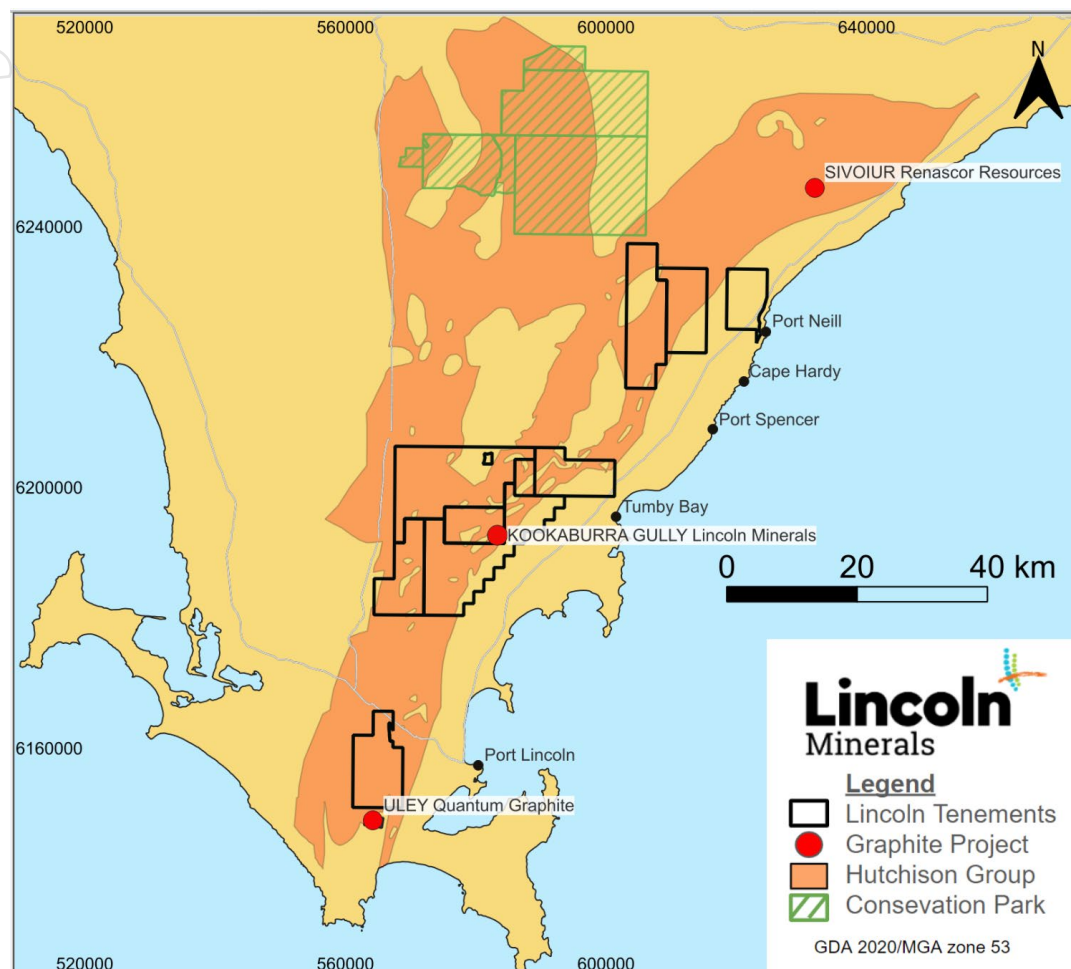 520000
560000
600000
640000
N
SIVOIUR Renascor Resources
6240000
Port Neill
Cape Hardy
Port Spencer
6200000
Tumby Bay
KOOKABURRA GULLY Lincoln Minerals
0
20
40 km
6160000
Port Lincoln
ULEY Quantum Graphite
Lincoln
Minerals
Legend
Lincoln Tenements
Graphite Project
Hutchison Group
Consevation Park
GDA 2020/MGA zone 53
520000
560000
600000